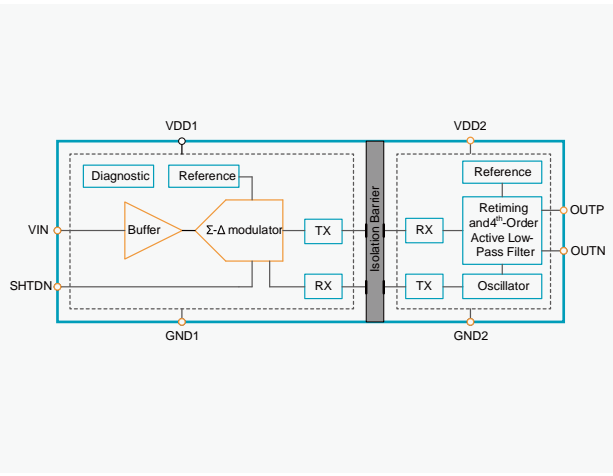 VDD1
VDD2
Diagnostic
Reference
Reference
VIN
Buffer
Σ-Δ modulator
TX
Isolation Barrier
RX
Retiming
and4th-Order
Active Low-
Pass Filter
OUTP
OUTN
SHTDN
RX
TX
Oscillator
GND1
GND2